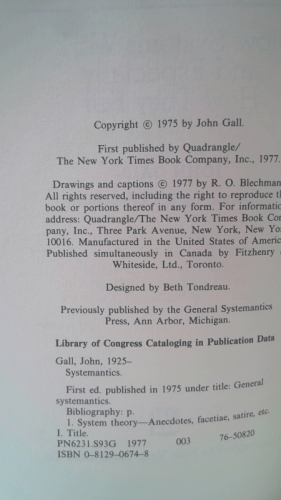 Copyright © 1975 by John Gall.
First published by Quadrangle/
The New York Times Book Company, Inc., 1977.
Drawings and captions © 1977 by R. O. Blechman.
All rights reserved, including the right to reproduce
book or portions thereof in any form. For
address: Quadrangle/The New York Times Book
pany, Inc., Three Park Avenue, New York, New
10016. Manufactured in the United States of
Published simultaneously in Canada by Fitzhenry
Whiteside, Ltd., Toronto.
Designed by Beth Tondreau.
Previously published by the General Systemantics
Press, Ann Arbor, Michigan.
Library of Congress Cataloging in Publication Data
Gall, John, 1925–
Systemantics.
First ed. published in 1975 under title: General
systemantics.
Bibliography: p.
1. System theory—Anecdotes, facetiae, satire, etc.
I. Title.
PN6231.S93G 1977 003 76-50820
ISBN 0-8129-0674-8